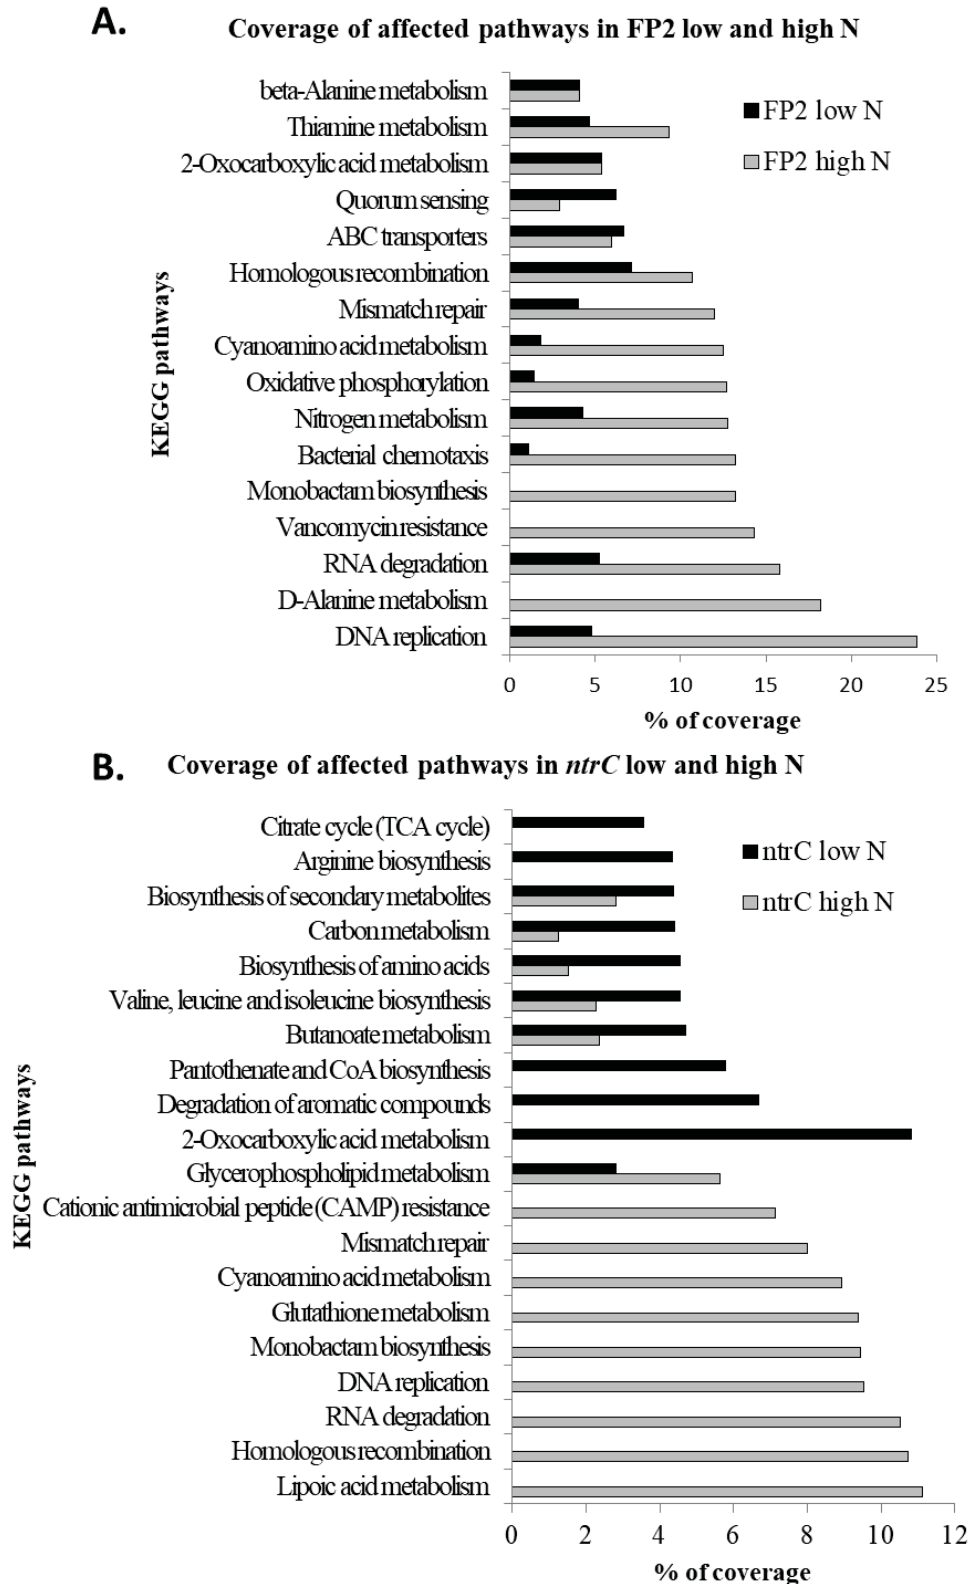 A.
Coverage of affected pathways in FP2 low and high N
beta-Alanine metabolism
Thiamine metabolism
2-Oxocarboxylic acid metabolism
Quorum sensing
ABC transporters
Homologous recombination
Mismatch repair
Cyanoamino acid metabolism
Oxidative phosphorylation
Nitrogen metabolism
Bacterial chemotaxis
Monobactam biosynthesis
Vancomycin resistance
RNA degradation
D-Alanine metabolism
DNA replication
KEGG pathways
FP2 low N
FP2 high N
0 5 10 15 20 25
% of coverage
B.
Coverage of affected pathways in ntrC low and high N
Citrate cycle (TCA cycle)
Arginine biosynthesis
Biosynthesis of secondary metabolites
Carbon metabolism
Biosynthesis of amino acids
Valine, leucine and isoleucine biosynthesis
Butanoate metabolism
Pantothenate and CoA biosynthesis
Degradation of aromatic compounds
2-Oxocarboxylic acid metabolism
Glycerophospholipid metabolism
Cationic antimicrobial peptide (CAMP) resistance
Mismatch repair
Cyanoamino acid metabolism
Glutathione metabolism
Monobactam biosynthesis
DNA replication
RNA degradation
Homologous recombination
Lipoic acid metabolism
KEGG pathways
ntrC low N
ntrC high N
0 2 4 6 8 10 12
% of coverage